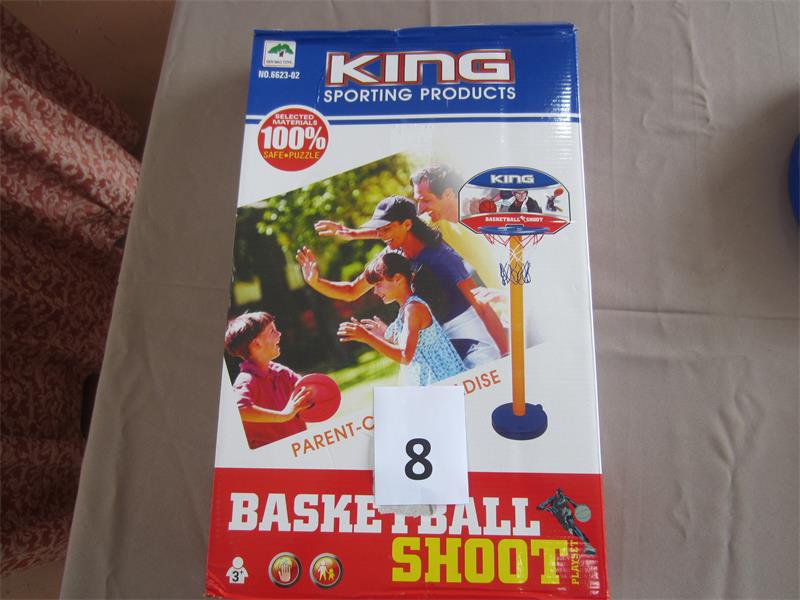 NO.6623-02
KING
SPORTING PRODUCTS
SELECTED
MATERIALS
100%
SAFE•PUZZLE
KING
BASKETBALL SHOOT
PARENT-C
DISE
8
BASKETBALL
SHOOT
PLAYSET
3+